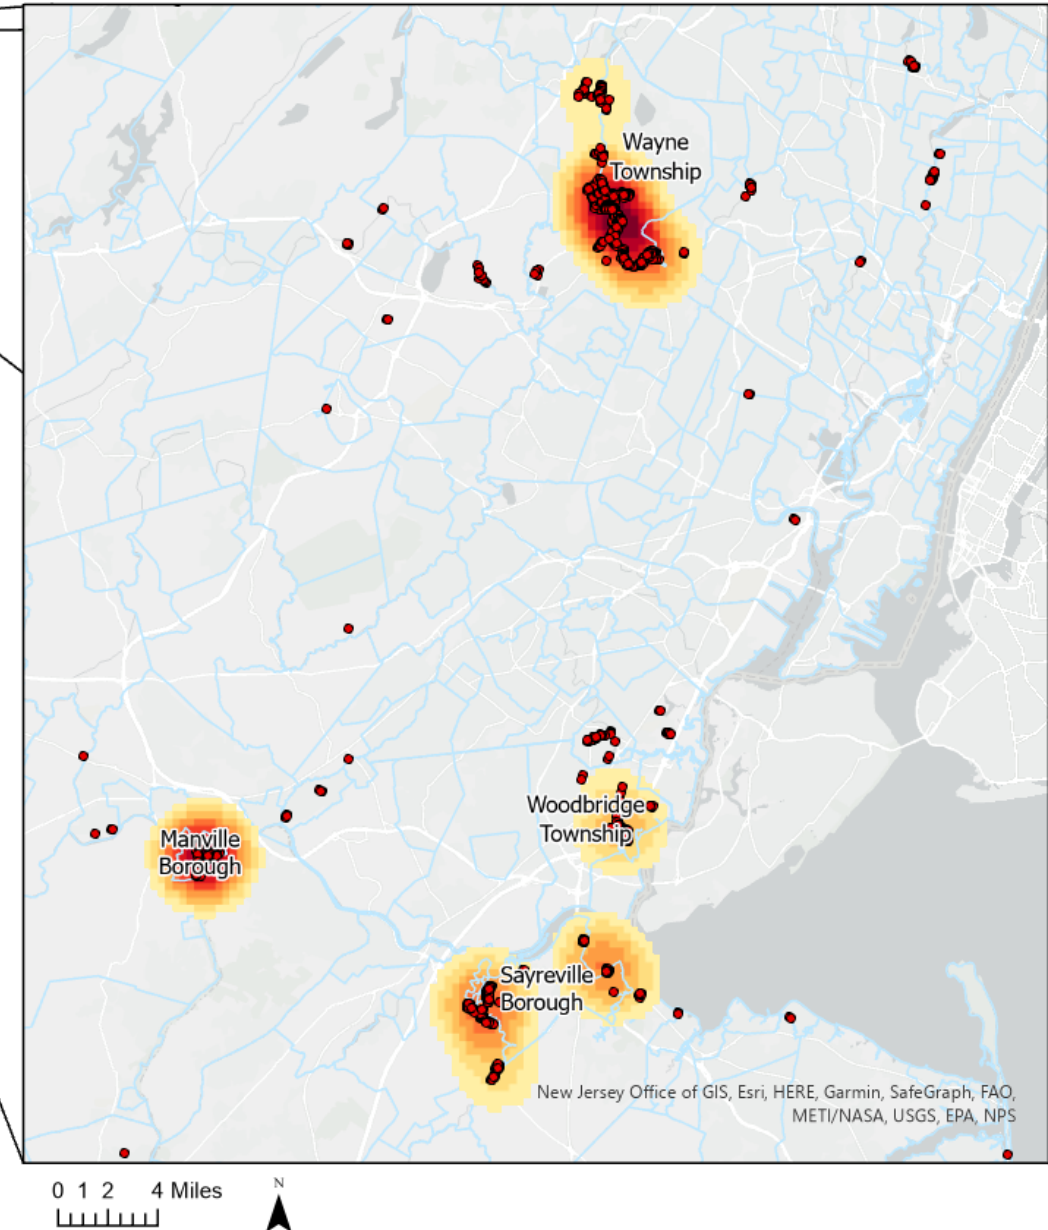 Wayne
Township
Woodbridge
Township
Manville
Borough
Sayreville
Borough
New Jersey Office of GIS, Esri, HERE, Garmin, SafeGraph, FAO,
METI/NASA, USGS, EPA, NPS
0 1 2 4 Miles
N